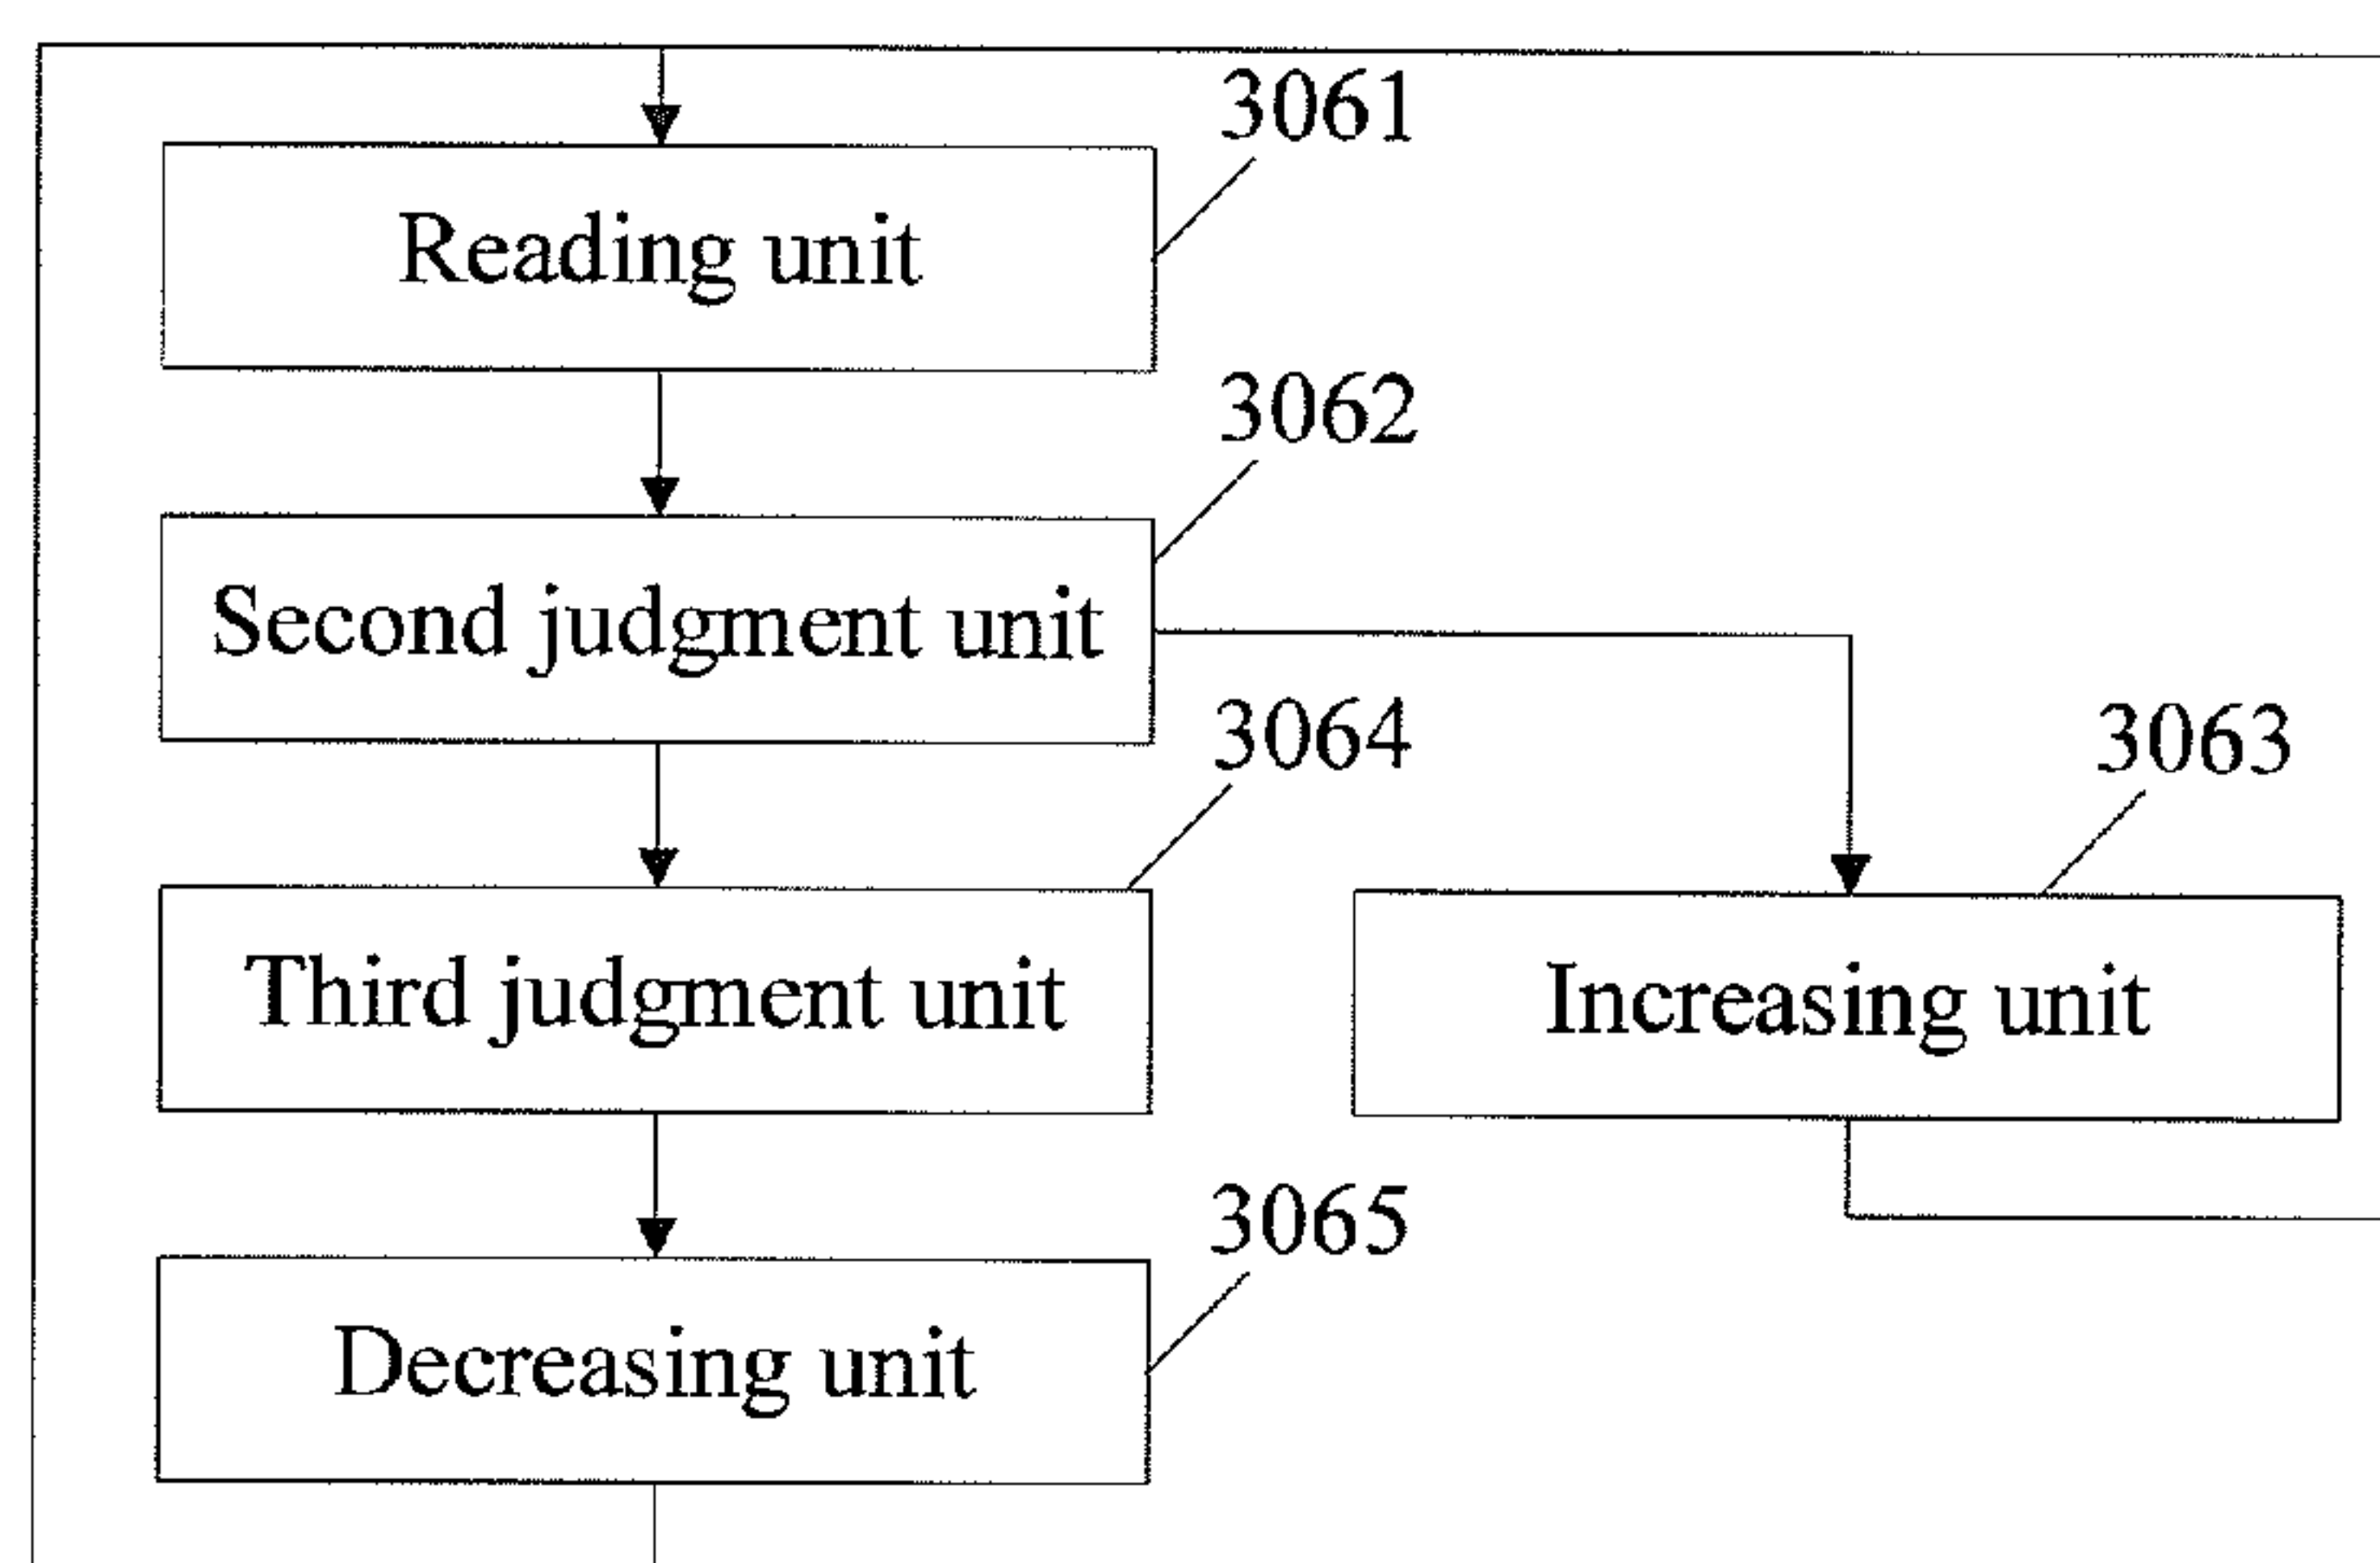 3061
Reading unit
3062
Second judgment unit
3064
3063
Third judgment unit
Increasing unit
3065
Decreasing unit